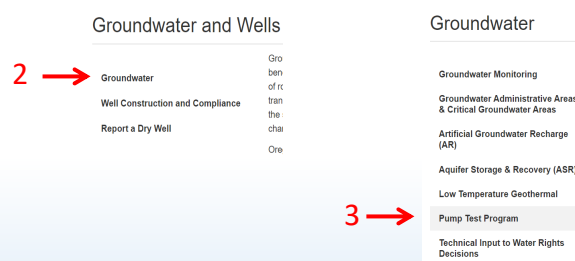 Groundwater and Wells
2
Groundwater
Well Construction and Compliance
Report a Dry Well
the
Groundwater
Groundwater Monitoring
Groundwater Administrative Areas
& Critical Groundwater Areas
Artificial Groundwater Recharge
(AR)
Aquifer Storage & Recovery (ASR)
Low Temperature Geothermal
3
Pump Test Program
Technical Input to Water Rights
Decisions